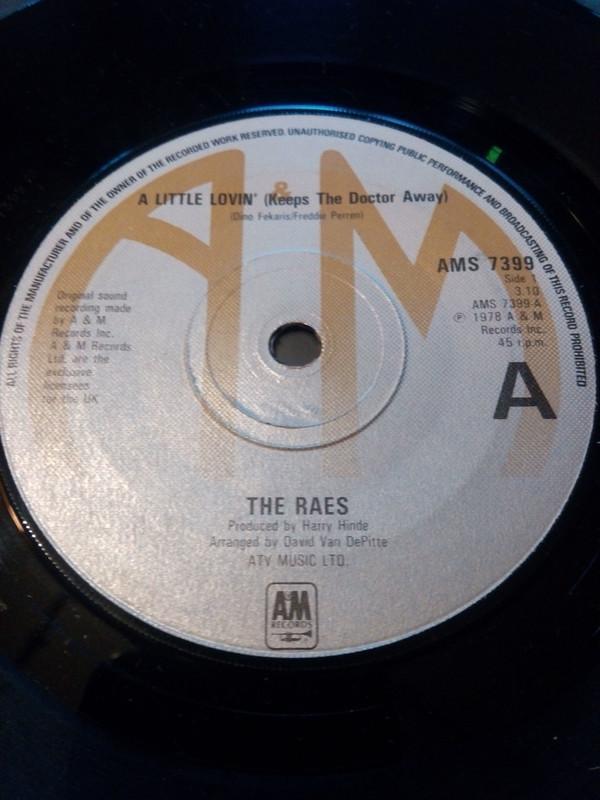 ALL RIGHTS OF THE MANUFACTURER AND OF THE OWNER OF THE RECORDED WORK RESERVED. UNAUTHORISED COPYING PUBLIC PERFORMANCE AND BROADCASTING OF THIS RECORD PROHIBITED
A&M
A LITTLE LOVIN' (Keeps The Doctor Away)
(Dino Fekaris/Freddie Perren)
AMS 7399
Side 1
3.10
AMS 7399 A
℗ 1978 A & M
Records Inc.
45 r.p.m.
A
Original sound
recording made
by A & M
Records Inc.
A & M Records
Ltd. are the
exclusive
licensees
for the UK
THE RAES
Produced by Harry Hinde
Arranged by David Van DePitte
ATV MUSIC LTD.
A&M
RECORDS